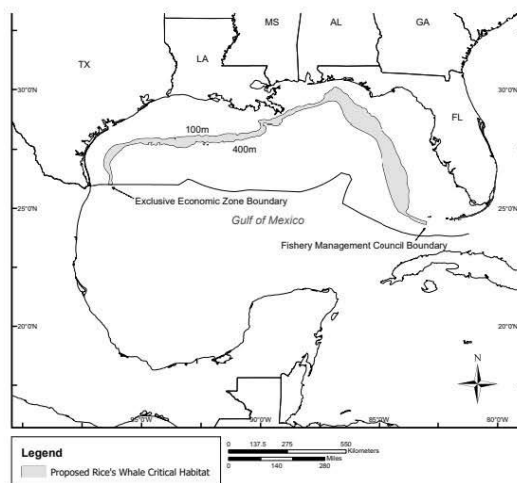 MS
AL
GA
TX
LA
30°0'N
30°0'N
FL
100m
400m
Exclusive Economic Zone Boundary
25°0'N
25°0'N
Gulf of Mexico
Fishery Management Council Boundary
20°0'N
20°0'N
N
95°0'W
90°0'W
85°0'W
80°0'W
Legend
Proposed Rice's Whale Critical Habitat
0 137.5 275 550
Kilometers
Miles
0 140 280